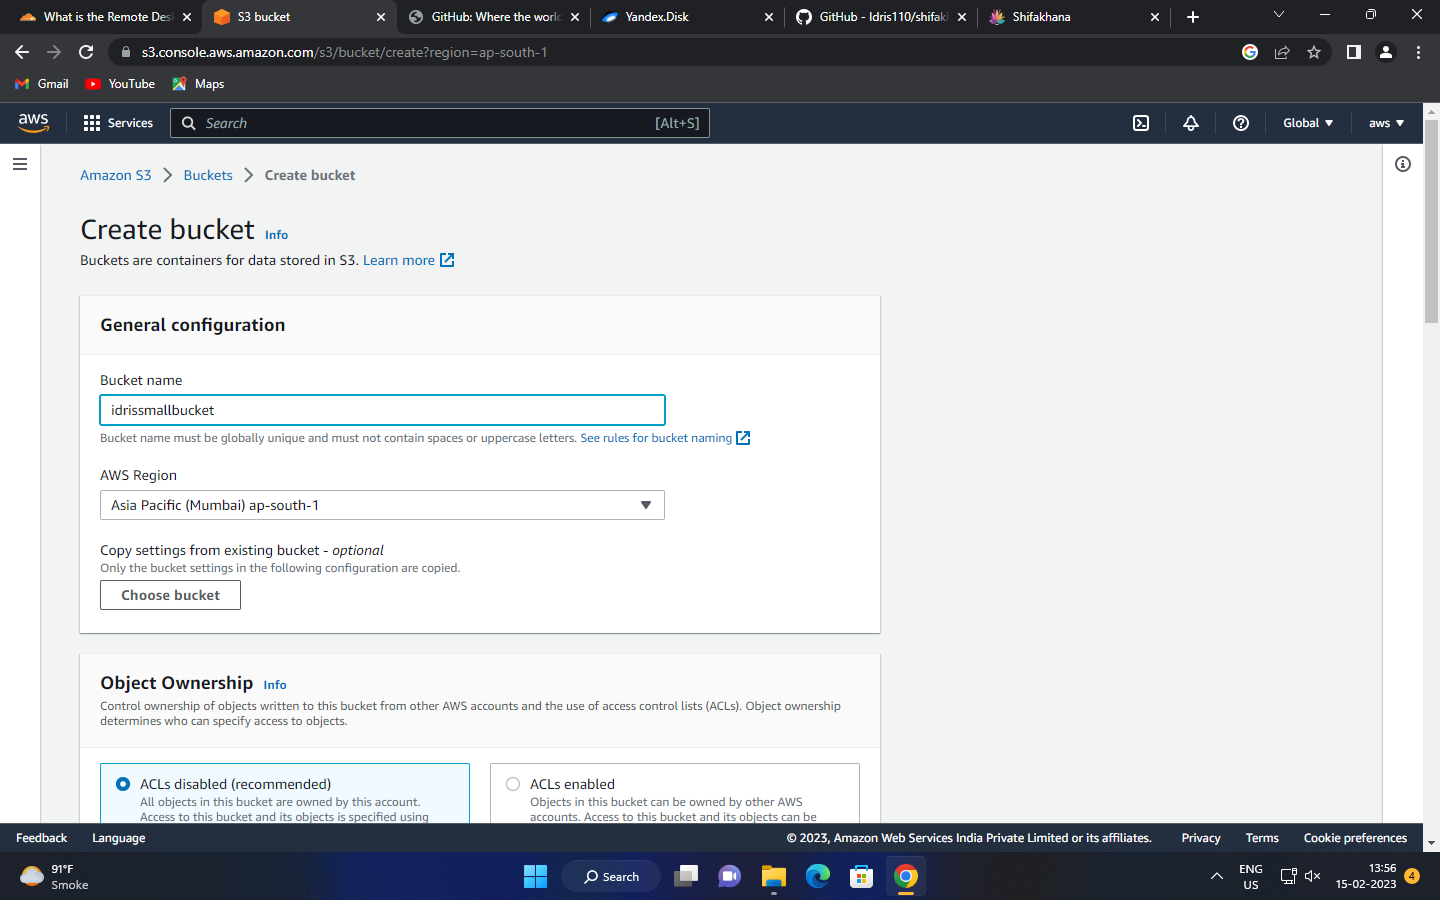 What is the Remote Des
S3 bucket
GitHub: Where the world
Yandex.Disk
GitHub - Idris110/shifakh
Shifakhana
s3.console.aws.amazon.com/s3/bucket/create?region=ap-south-1
Gmail
YouTube
Maps
aws
Services
Search
[Alt+S]
Global
aws
Amazon S3
Buckets
Create bucket
Create bucket Info
Buckets are containers for data stored in S3. Learn more
General configuration
Bucket name
idrissmallbucket
Bucket name must be globally unique and must not contain spaces or uppercase letters. See rules for bucket naming
AWS Region
Asia Pacific (Mumbai) ap-south-1
Copy settings from existing bucket - optional
Only the bucket settings in the following configuration are copied.
Choose bucket
Object Ownership Info
Control ownership of objects written to this bucket from other AWS accounts and the use of access control lists (ACLs). Object ownership
determines who can specify access to objects.
ACLs disabled (recommended)
All objects in this bucket are owned by this account.
Access to this bucket and its objects is specified using
ACLs enabled
Objects in this bucket can be owned by other AWS
accounts. Access to this bucket and its objects can be
Feedback
Language
© 2023, Amazon Web Services India Private Limited or its affiliates.
Privacy
Terms
Cookie preferences
91°F
Smoke
Search
ENG
US
13:56
15-02-2023
4